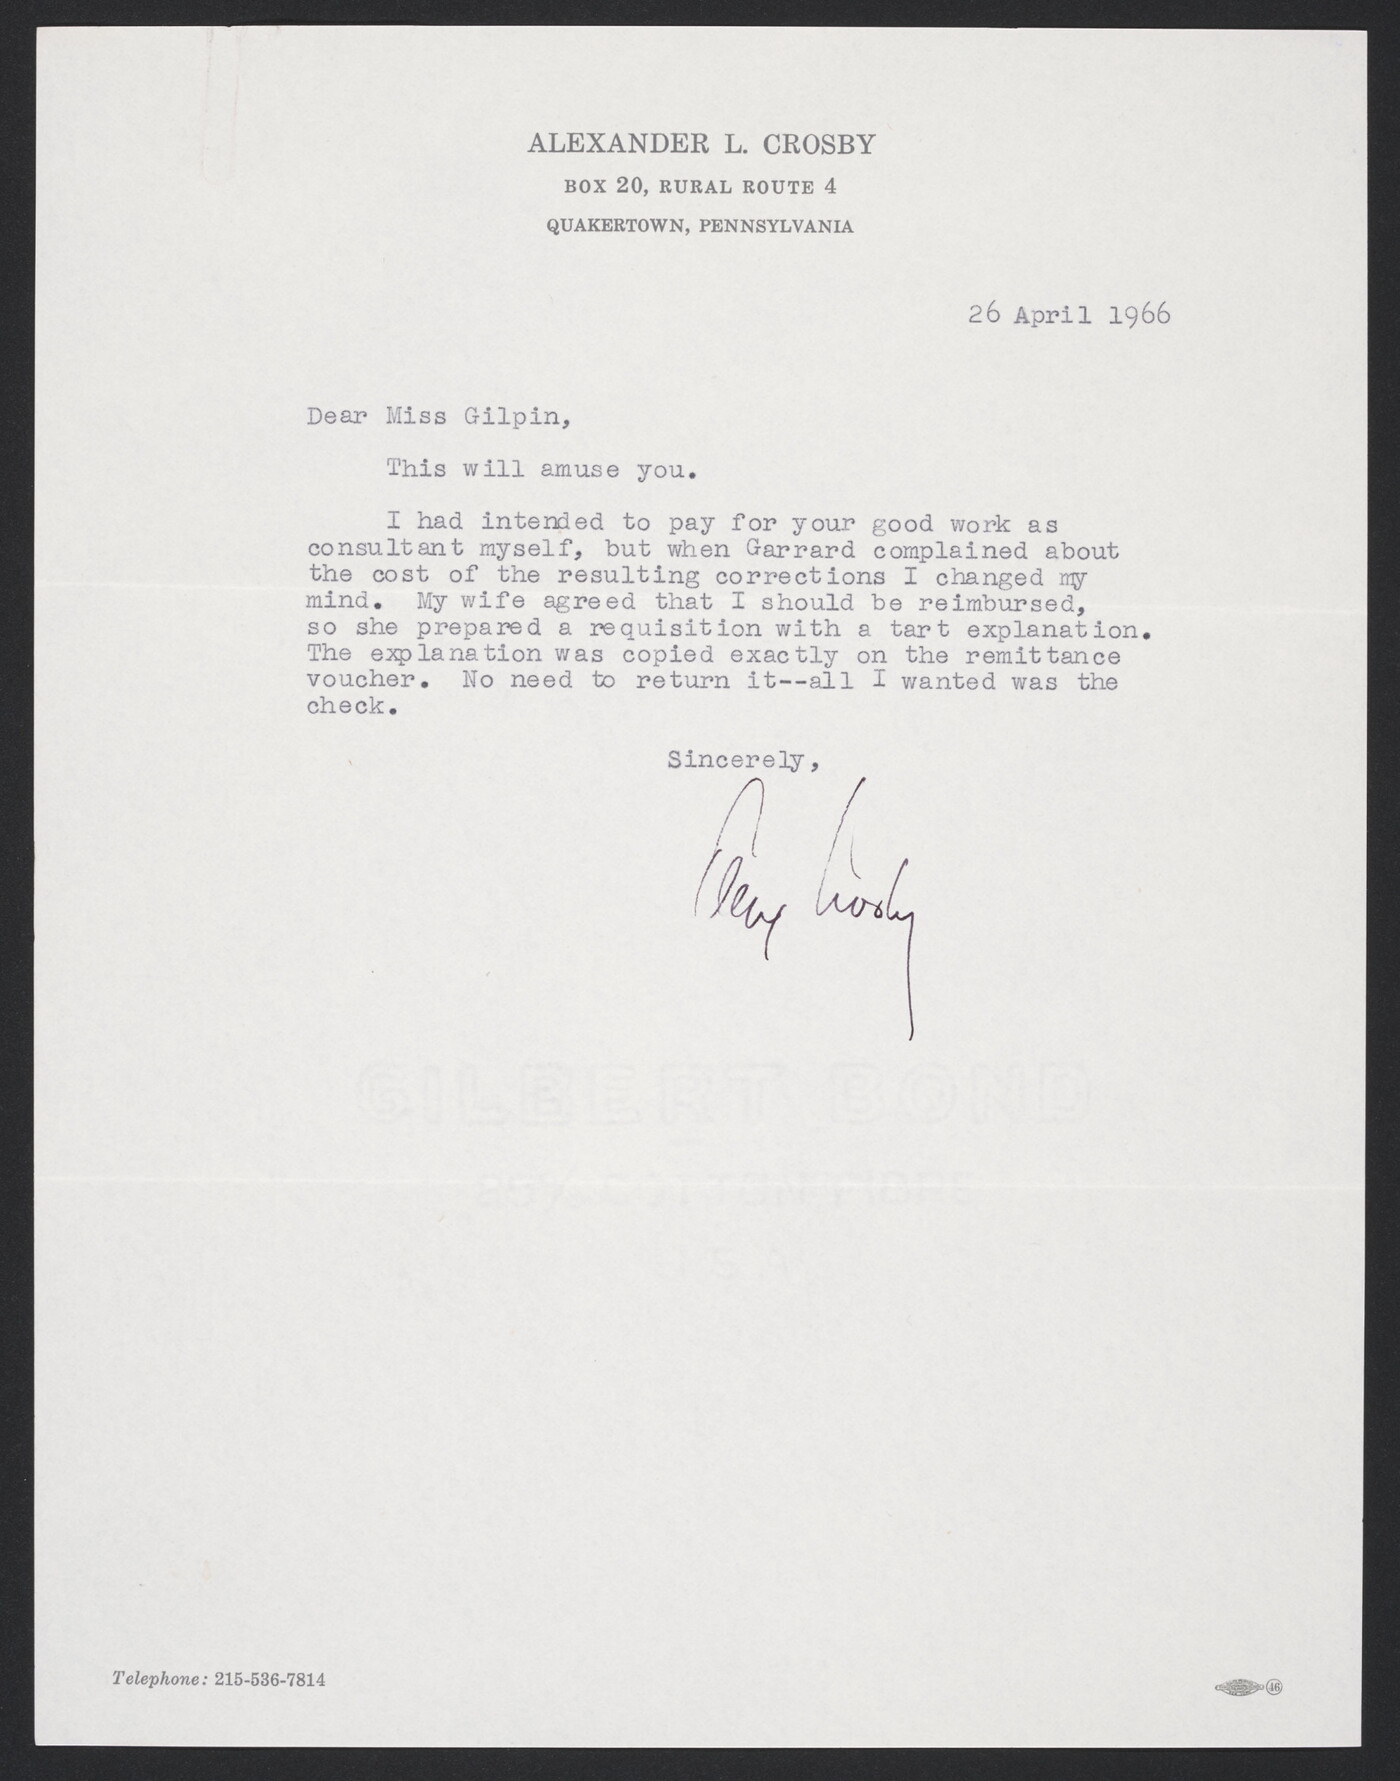 ALEXANDER L. CROSBY
BOX 20, RURAL ROUTE 4
QUAKERTOWN, PENNSYLVANIA
26 April 1966
Dear Miss Gilpin,
This will amuse you.
I had intended to pay for your good work as
consultant myself, but when Garrard complained about
the cost of the resulting corrections I changed my
mind. My wife agreed that I should be reimbursed,
so she prepared a requisition with a tart explanation.
The explanation was copied exactly on the remittance
voucher. No need to return it--all I wanted was the
check.
Sincerely,
Alex Crosby
GILBERT BOND
25% COTTON FIBRE
U S A
Telephone: 215-536-7814
46